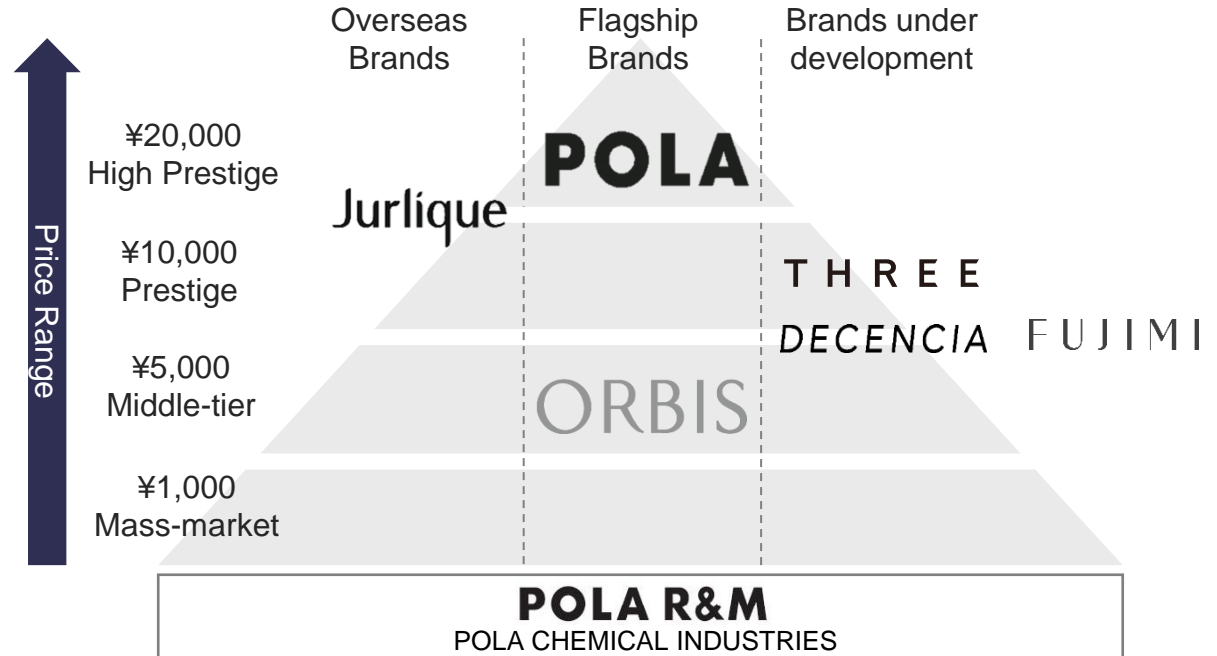 Overseas
Brands
Flagship
Brands
Brands under
development
Price Range
¥20,000
High Prestige
POLA
Jurlique
¥10,000
Prestige
THREE
DECENCIA
FUJIMI
¥5,000
Middle-tier
ORBIS
¥1,000
Mass-market
POLA R&M
POLA CHEMICAL INDUSTRIES